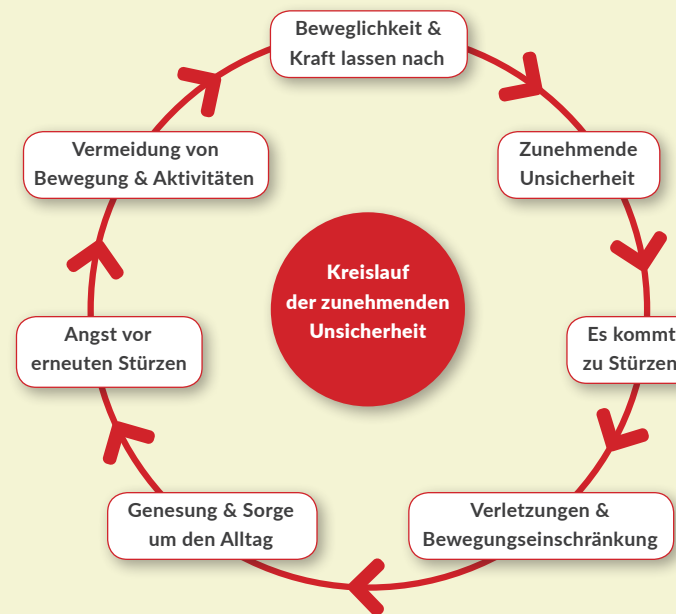 Beweglichkeit &
Kraft lassen nach
Zunehmende
Unsicherheit
Es kommt
zu Stürzen
Verletzungen &
Bewegungseinschränkung
Genesung & Sorge
um den Alltag
Angst vor
erneuten Stürzen
Vermeidung von
Bewegung & Aktivitäten
Kreislauf
der zunehmenden
Unsicherheit